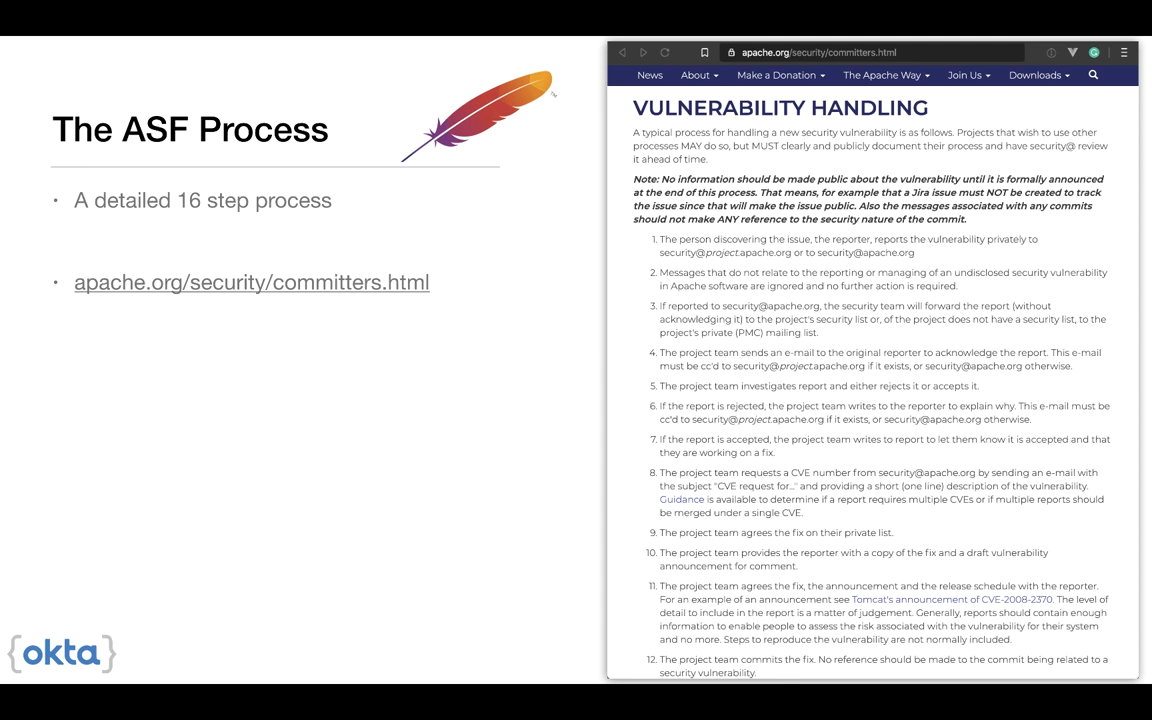 The ASF Process
TM
• A detailed 16 step process
• apache.org/security/committers.html
{okta}
apache.org/security/committers.html
News About Make a Donation The Apache Way Join Us Downloads
VULNERABILITY HANDLING
A typical process for handling a new security vulnerability is as follows. Projects that wish to use other
processes MAY do so, but MUST clearly and publicly document their process and have security@ review
it ahead of time.
Note: No information should be made public about the vulnerability until it is formally announced
at the end of this process. That means, for example that a Jira issue must NOT be created to track
the issue since that will make the issue public. Also the messages associated with any commits
should not make ANY reference to the security nature of the commit.
1. The person discovering the issue, the reporter, reports the vulnerability privately to
security@project.apache.org or to security@apache.org
2. Messages that do not relate to the reporting or managing of an undisclosed security vulnerability
in Apache software are ignored and no further action is required.
3. If reported to security@apache.org, the security team will forward the report (without
acknowledging it) to the project's security list or, of the project does not have a security list, to the
project's private (PMC) mailing list.
4. The project team sends an e-mail to the original reporter to acknowledge the report. This e-mail
must be cc'd to security@project.apache.org if it exists, or security@apache.org otherwise.
5. The project team investigates report and either rejects it or accepts it.
6. If the report is rejected, the project team writes to the reporter to explain why. This e-mail must be
cc'd to security@project.apache.org if it exists, or security@apache.org otherwise.
7. If the report is accepted, the project team writes to report to let them know it is accepted and that
they are working on a fix.
8. The project team requests a CVE number from security@apache.org by sending an e-mail with
the subject "CVE request for..." and providing a short (one line) description of the vulnerability.
Guidance is available to determine if a report requires multiple CVEs or if multiple reports should
be merged under a single CVE.
9. The project team agrees the fix on their private list.
10. The project team provides the reporter with a copy of the fix and a draft vulnerability
announcement for comment.
11. The project team agrees the fix, the announcement and the release schedule with the reporter.
For an example of an announcement see Tomcat's announcement of CVE-2008-2370. The level of
detail to include in the report is a matter of judgement. Generally, reports should contain enough
information to enable people to assess the risk associated with the vulnerability for their system
and no more. Steps to reproduce the vulnerability are not normally included.
12. The project team commits the fix. No reference should be made to the commit being related to a
security vulnerability.